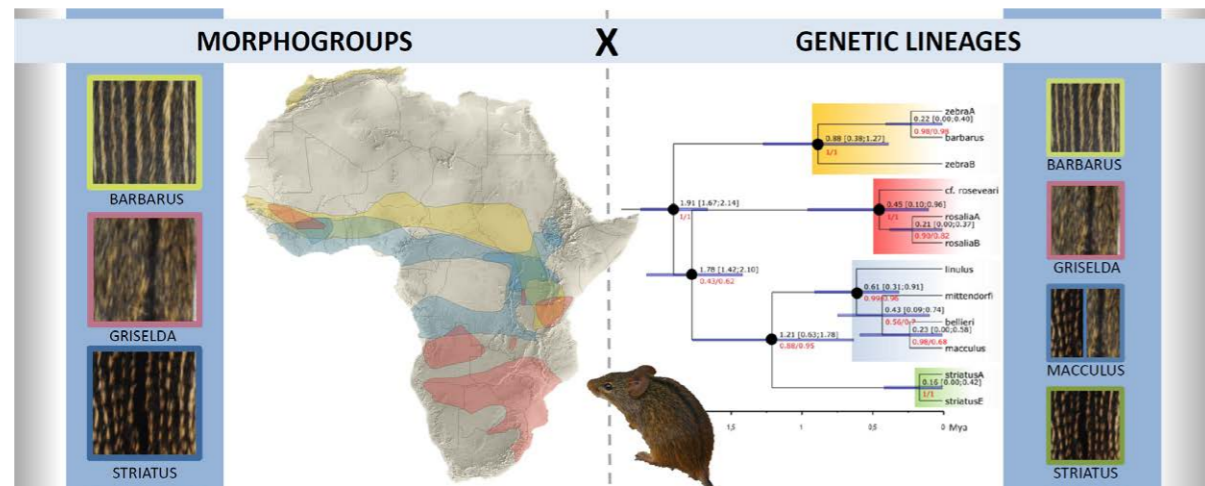 MORPHOGROUPS
X
GENETIC LINEAGES
BARBARUS
GRISELDA
STRIATUS
zebraA
0.22 [0.00;0.40]
0.98/0.98
barbarus
0.88 [0.38;1.27]
1/1
zebraB
cf. roseveari
0.45 [0.10;0.96]
1/1
rosaliaA
0.21 [0.00;0.37]
rosaliaB
1.91 [1.67;2.14]
1/1
1.78 [1.42;2.10]
0.43/0.62
linulus
0.61 [0.31;0.91]
0.99/0.96
mittendorfi
0.43 [0.09;0.74]
bellieri
0.23 [0.00;0.58]
0.98/0.68
macculus
1.21 [0.63;1.78]
0.88/0.95
striatusA
0.16 [0.00;0.42]
1/1
striatusE
1,5
1
0,5
0
Mya
BARBARUS
GRISELDA
MACCULUS
STRIATUS